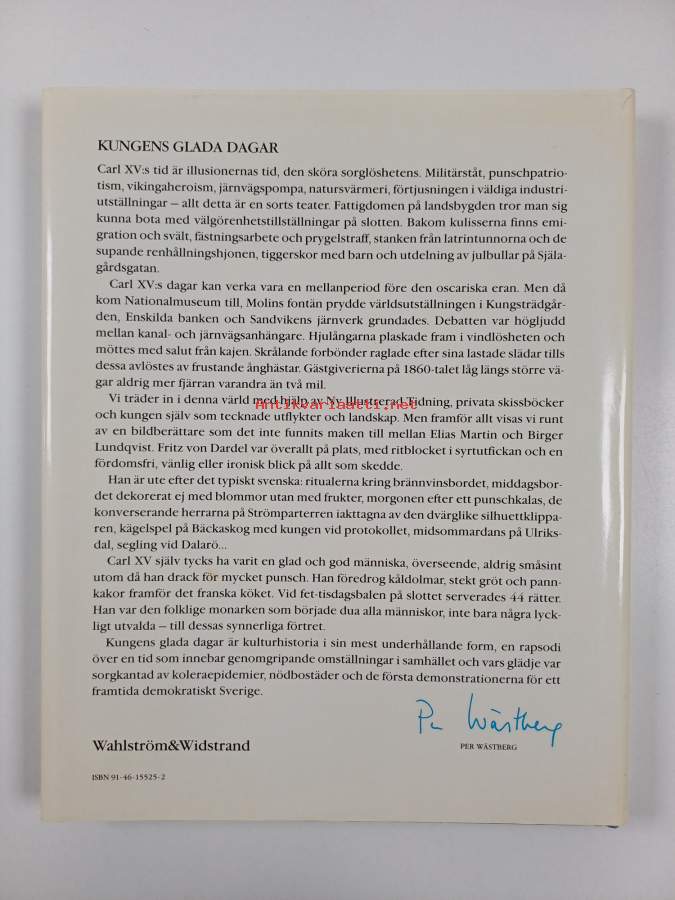 KUNGENS GLADA DAGAR
Carl XV:s tid är illusionernas tid, den sköra sorglöshetens. Militärståt, punschpatrio-
tism, vikingaheroism, järnvägspompa, natursvärmeri, förtjusningen i väldiga industri-
utställningar – allt detta är en sorts teater. Fattigdomen på landsbygden tror man sig
kunna bota med välgörenhetstillställningar på slotten. Bakom kulisserna finns emi-
gration och svält, fästningsarbete och prygelstraff, stanken från latrintunnorna och de
supande renhållningshjonen, tiggerskor med barn och utdelning av julbullar på Själa-
gårdsgatan.
Carl XV:s dagar kan verka vara en mellanperiod före den oscariska eran. Men då
kom Nationalmuseum till, Molins fontän prydde världsutställningen i Kungsträdgår-
den, Enskilda banken och Sandvikens järnverk grundades. Debatten var högljudd
mellan kanal- och järnvägsanhängare. Hjulångarna plaskade fram i vindlösheten och
möttes med salut från kajen. Skrålande forbönder raglade efter sina lastade slädar tills
dessa avlöstes av frustande ånghästar. Gästgiverierna på 1860-talet låg längs större vä-
gar aldrig mer fjärran varandra än två mil.
Vi träder in i denna värld med hjälp av Ny Illustrerad Tidning, privata skissböcker
Antikvariaatti.net
och kungen själv som tecknade utflykter och landskap. Men framför allt visas vi runt
av en bildberättare som det inte funnits maken till mellan Elias Martin och Birger
Lundqvist. Fritz von Dardel var överallt på plats, med ritblocket i syrtutfickan och en
fördomsfri, vänlig eller ironisk blick på allt som skedde.
Han är ute efter det typiskt svenska: ritualerna kring brännvinsbordet, middagsbor-
det dekorerat ej med blommor utan med frukter, morgonen efter ett punschkalas, de
konverserande herrarna på Strömparterren iakttagna av den dvärglike silhuettklippa-
ren, kägelspel på Bäckaskog med kungen vid protokollet, midsommardans på Ulriks-
dal, segling vid Dalarö...
Carl XV själv tycks ha varit en glad och god människa, överseende, aldrig småsint
utom då han drack för mycket punsch. Han föredrog kåldolmar, stekt gröt och pann-
kakor framför det franska köket. Vid fet-tisdagsbalen på slottet serverades 44 rätter.
Han var den folklige monarken som började dua alla människor, inte bara några lyck-
ligt utvalda – till dessas synnerliga förtret.
Kungens glada dagar är kulturhistoria i sin mest underhållande form, en rapsodi
över en tid som innebar genomgripande omställningar i samhället och vars glädje var
sorgkantad av koleraepidemier, nödbostäder och de första demonstrationerna för ett
framtida demokratiskt Sverige.
Per Wästberg
Wahlström&Widstrand
PER WÄSTBERG
ISBN 91-46-15525-2